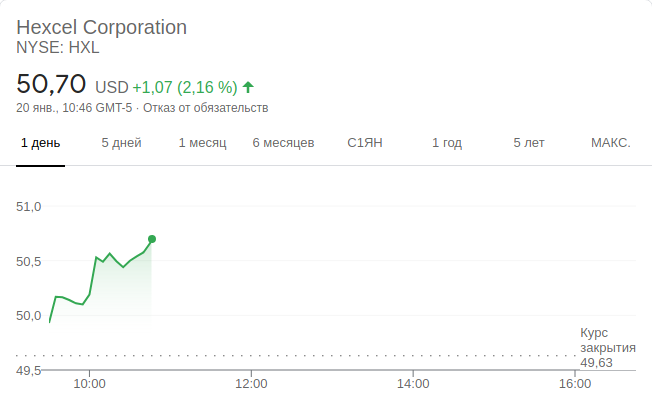 Hexcel Corporation
NYSE: HXL
50,70 USD +1,07 (2,16 %)
20 янв., 10:46 GMT-5 · Отказ от обязательств
1 день 5 дней 1 месяц 6 месяцев С1ЯН 1 год 5 лет МАКС.
51,0
50,5
50,0
Курс
закрытия
49,63
49,5
10:00 12:00 14:00 16:00